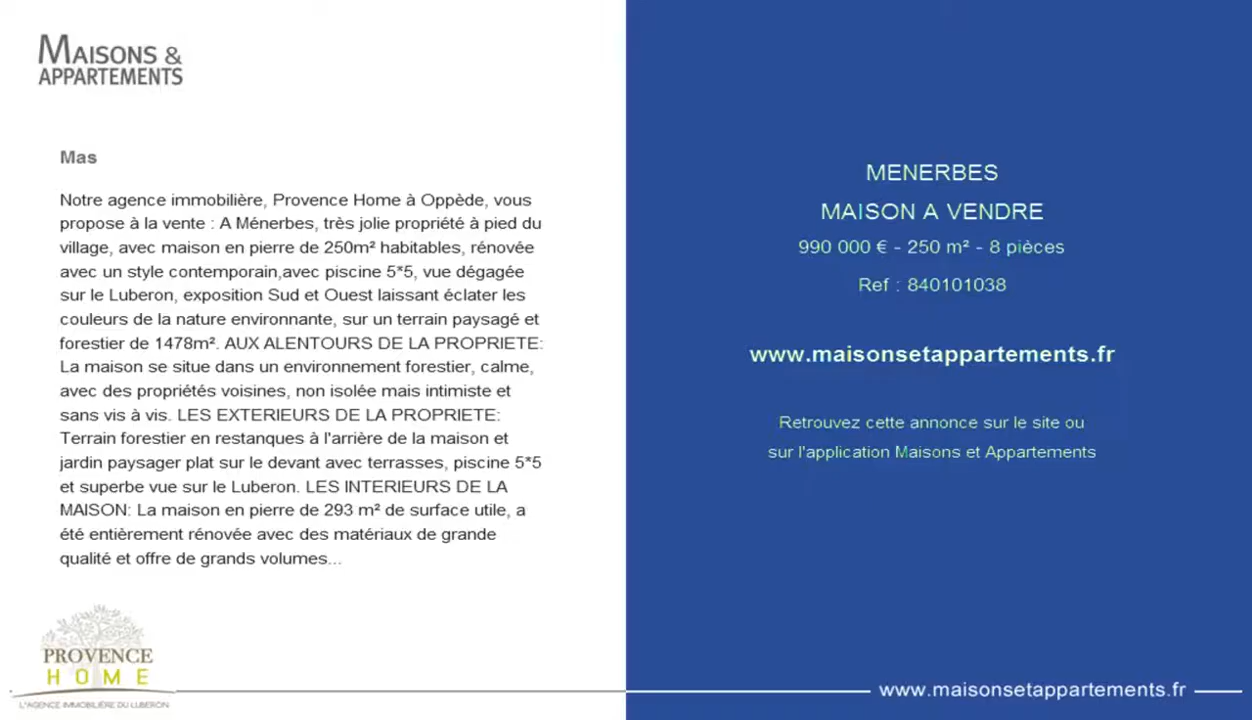 MAISONS &
APPARTEMENTS
Mas
Notre agence immobilière, Provence Home à Oppède, vous
propose à la vente : A Ménerbes, très jolie propriété à pied du
village, avec maison en pierre de 250m² habitables, rénovée
avec un style contemporain,avec piscine 5*5, vue dégagée
sur le Luberon, exposition Sud et Ouest laissant éclater les
couleurs de la nature environnante, sur un terrain paysagé et
forestier de 1478m². AUX ALENTOURS DE LA PROPRIETE:
La maison se situe dans un environnement forestier, calme,
avec des propriétés voisines, non isolée mais intimiste et
sans vis à vis. LES EXTERIEURS DE LA PROPRIETE:
Terrain forestier en restanques à l'arrière de la maison et
jardin paysager plat sur le devant avec terrasses, piscine 5*5
et superbe vue sur le Luberon. LES INTERIEURS DE LA
MAISON: La maison en pierre de 293 m² de surface utile, a
été entièrement rénovée avec des matériaux de grande
qualité et offre de grands volumes...
PROVENCE
HOME
L'AGENCE IMMOBILIÈRE DU LUBERON
MENERBES
MAISON A VENDRE
990 000 € - 250 m² - 8 pièces
Ref : 840101038
www.maisonsetappartements.fr
Retrouvez cette annonce sur le site ou
sur l'application Maisons et Appartements
www.maisonsetappartements.fr